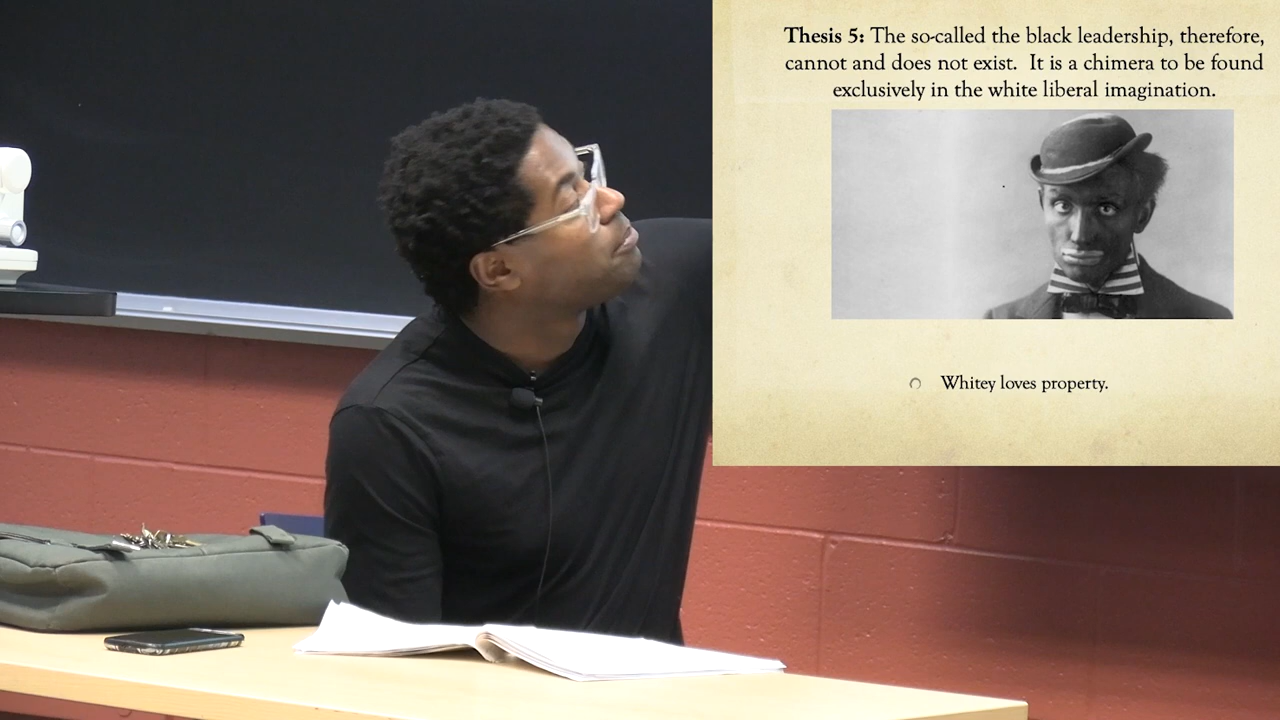 Thesis 5: The so-called the black leadership, therefore,
cannot and does not exist. It is a chimera to be found
exclusively in the white liberal imagination.
Whitey loves property.